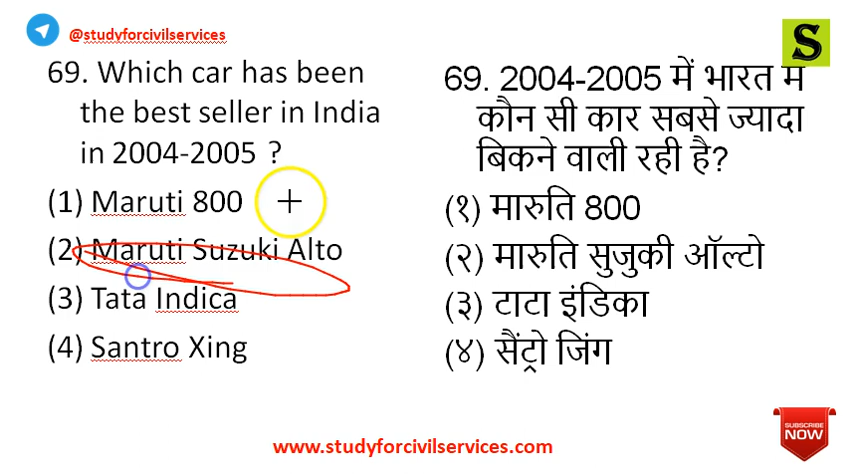 @studyforcivilservices
S
69. Which car has been
the best seller in India
in 2004-2005 ?
(1) Maruti 800
(2) Maruti Suzuki Alto
(3) Tata Indica
(4) Santro Xing
69. 2004-2005 में भारत में
कौन सी कार सबसे ज्यादा
बिकने वाली रही है?
(१) मारुति 800
(२) मारुति सुजुकी ऑल्टो
(३) टाटा इंडिका
(४) सैंट्रो जिंग
SUBSCRIBE
NOW
www.studyforcivilservices.com